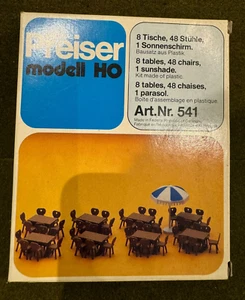 Preiser
modell HO
8 Tische, 48 Stühle,
1 Sonnenschirm.
Bausatz aus Plastik.
8 tables, 48 chairs,
1 sunshade.
Kit made of plastic.
8 tables, 48 chaises,
1 parasol.
Boîte d'assemblage en plastique.
Art.Nr. 541